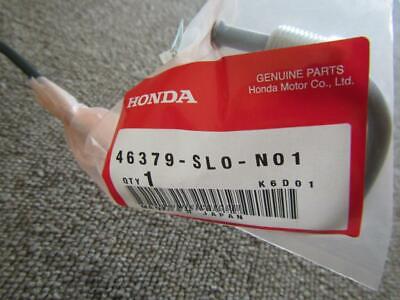 GENUINE PARTS
Honda Motor Co., Ltd.
HONDA
46379-SL0-N01
QTY 1 K6D01
JAPAN